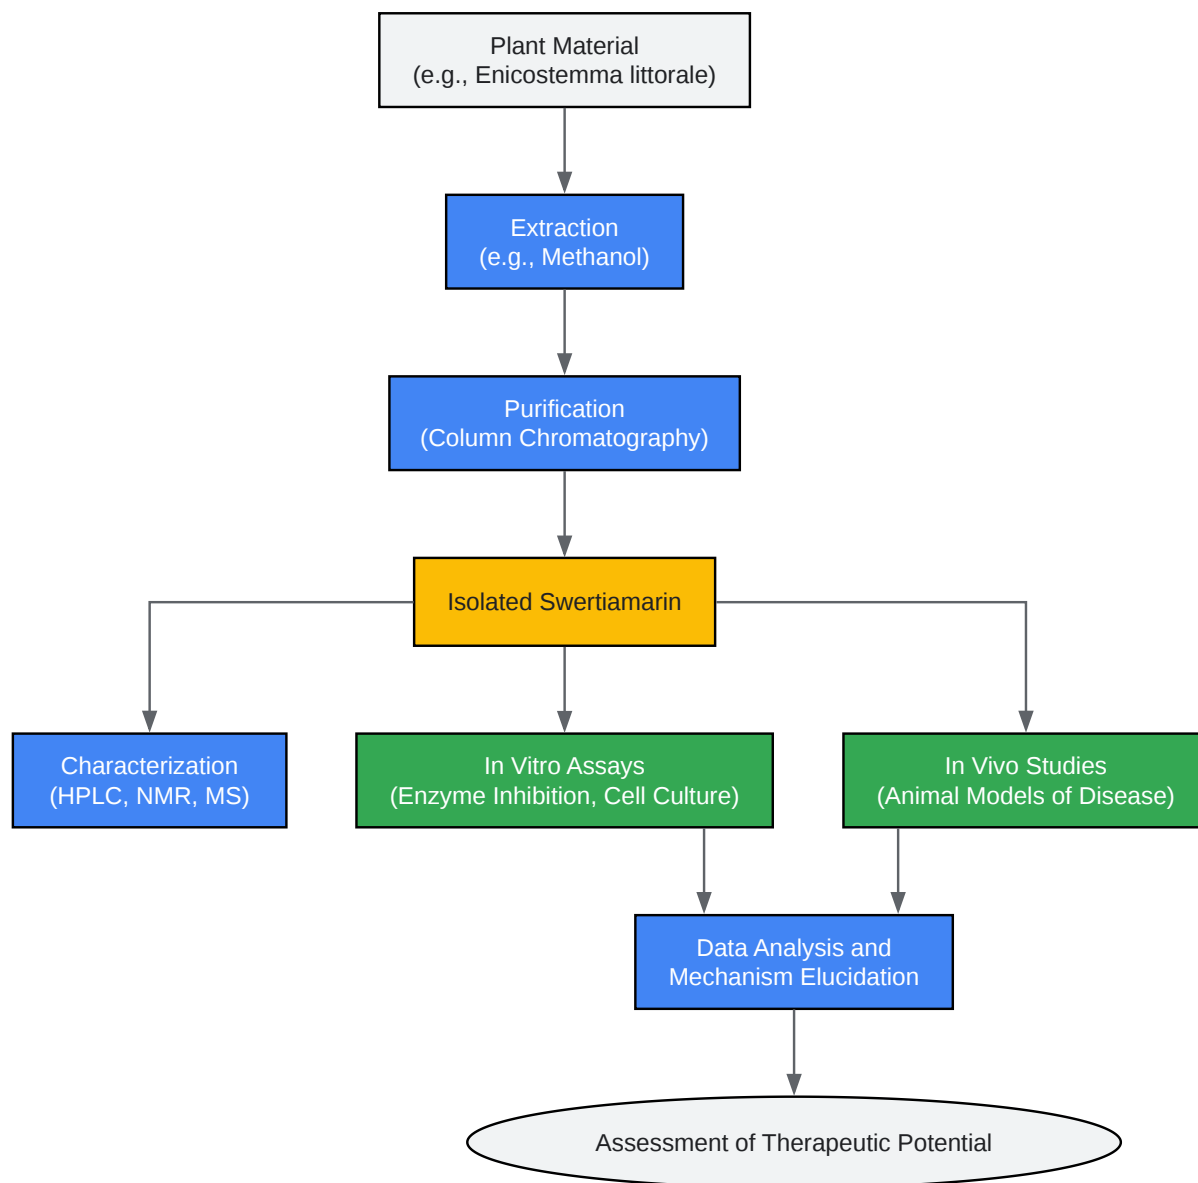 Plant Material
(e.g., Enicostemma littorale)
Extraction
(e.g., Methanol)
Purification
(Column Chromatography)
Isolated Swertiamarin
Characterization
(HPLC, NMR, MS)
In Vitro Assays
(Enzyme Inhibition, Cell Culture)
In Vivo Studies
(Animal Models of Disease)
Data Analysis and
Mechanism Elucidation
Assessment of Therapeutic Potential